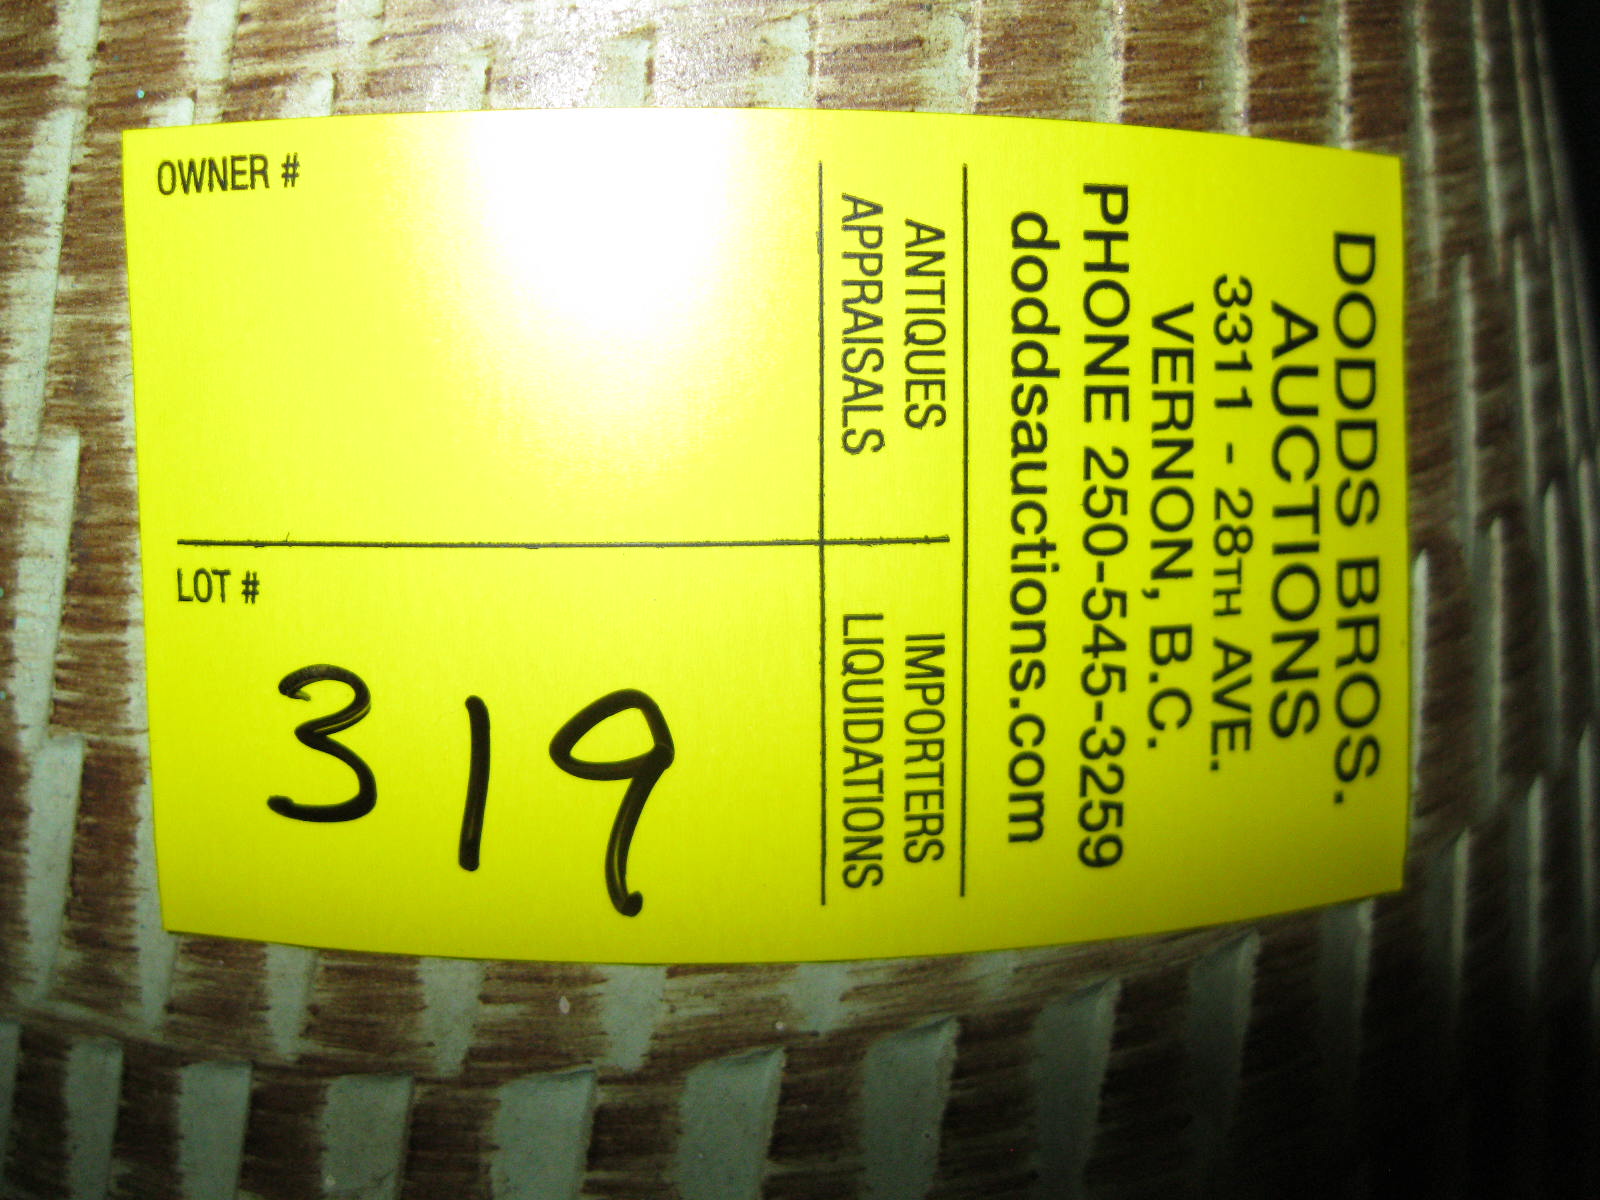 DODDS BROS.
AUCTIONS
3311 - 28TH AVE.
VERNON, B.C.
PHONE 250-545-3259
doddsauctions.com
ANTIQUES IMPORTERS
APPRAISALS LIQUIDATIONS
OWNER #
LOT #
319